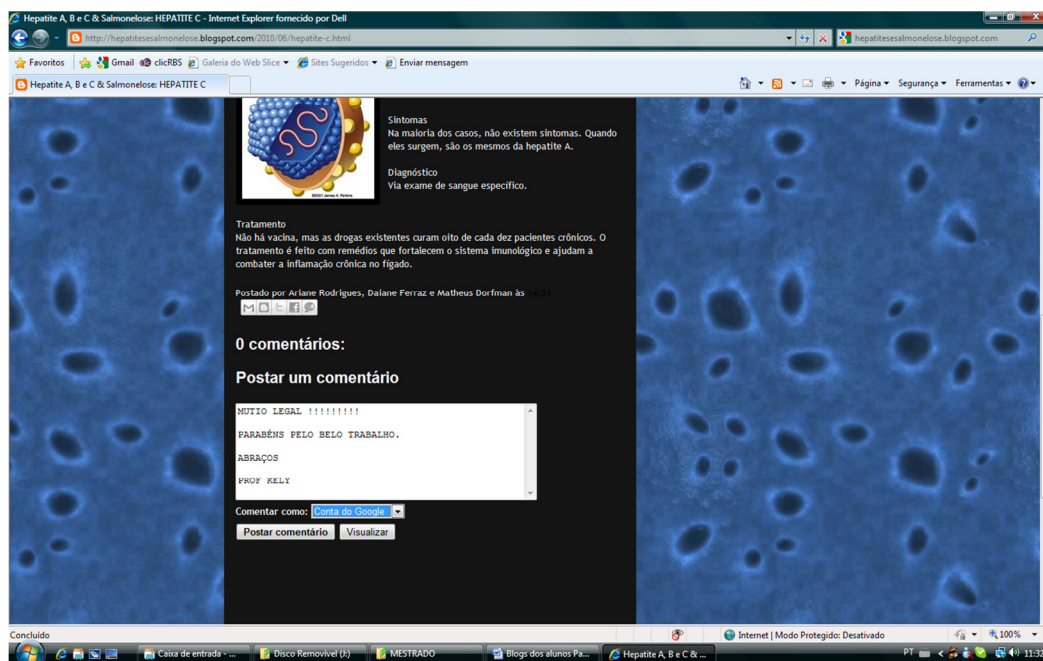 Hepatite A, B e C & Salmonelose: HEPATITE C - Internet Explorer fornecido por Dell
http://hepatitesesalmonelose.blogspot.com/2010/06/hepatite-c.html
hepatitesesalmonelose.blogspot.com
Favoritos Gmail clicRBS Galeria do Web Slice Sites Sugeridos Enviar mensagem
Hepatite A, B e C & Salmonelose: HEPATITE C
Página Segurança Ferramentas
Sintomas
Na maioria dos casos, não existem sintomas. Quando
eles surgem, são os mesmos da hepatite A.
Diagnóstico
Via exame de sangue específico.
Tratamento
Não há vacina, mas as drogas existentes curam oito de cada dez pacientes crônicos. O
tratamento é feito com remédios que fortalecem o sistema imunológico e ajudam a
combater a inflamação crônica no fígado.
Postado por Ariane Rodrigues, Daiane Ferraz e Matheus Dorfman às
0 comentários:
Postar um comentário
MUTIO LEGAL !!!!!!!!!
PARABÉNS PELO BELO TRABALHO.
ABRAÇOS
PROF KELY
Comentar como: Conta do Google
Postar comentário Visualizar
Concluído
Internet | Modo Protegido: Desativado
100%
Caixa de entrada - ...
Disco Removível (J:)
MESTRADO
Blogs dos alunos Pa...
Hepatite A, B e C & ...
PT
11:32